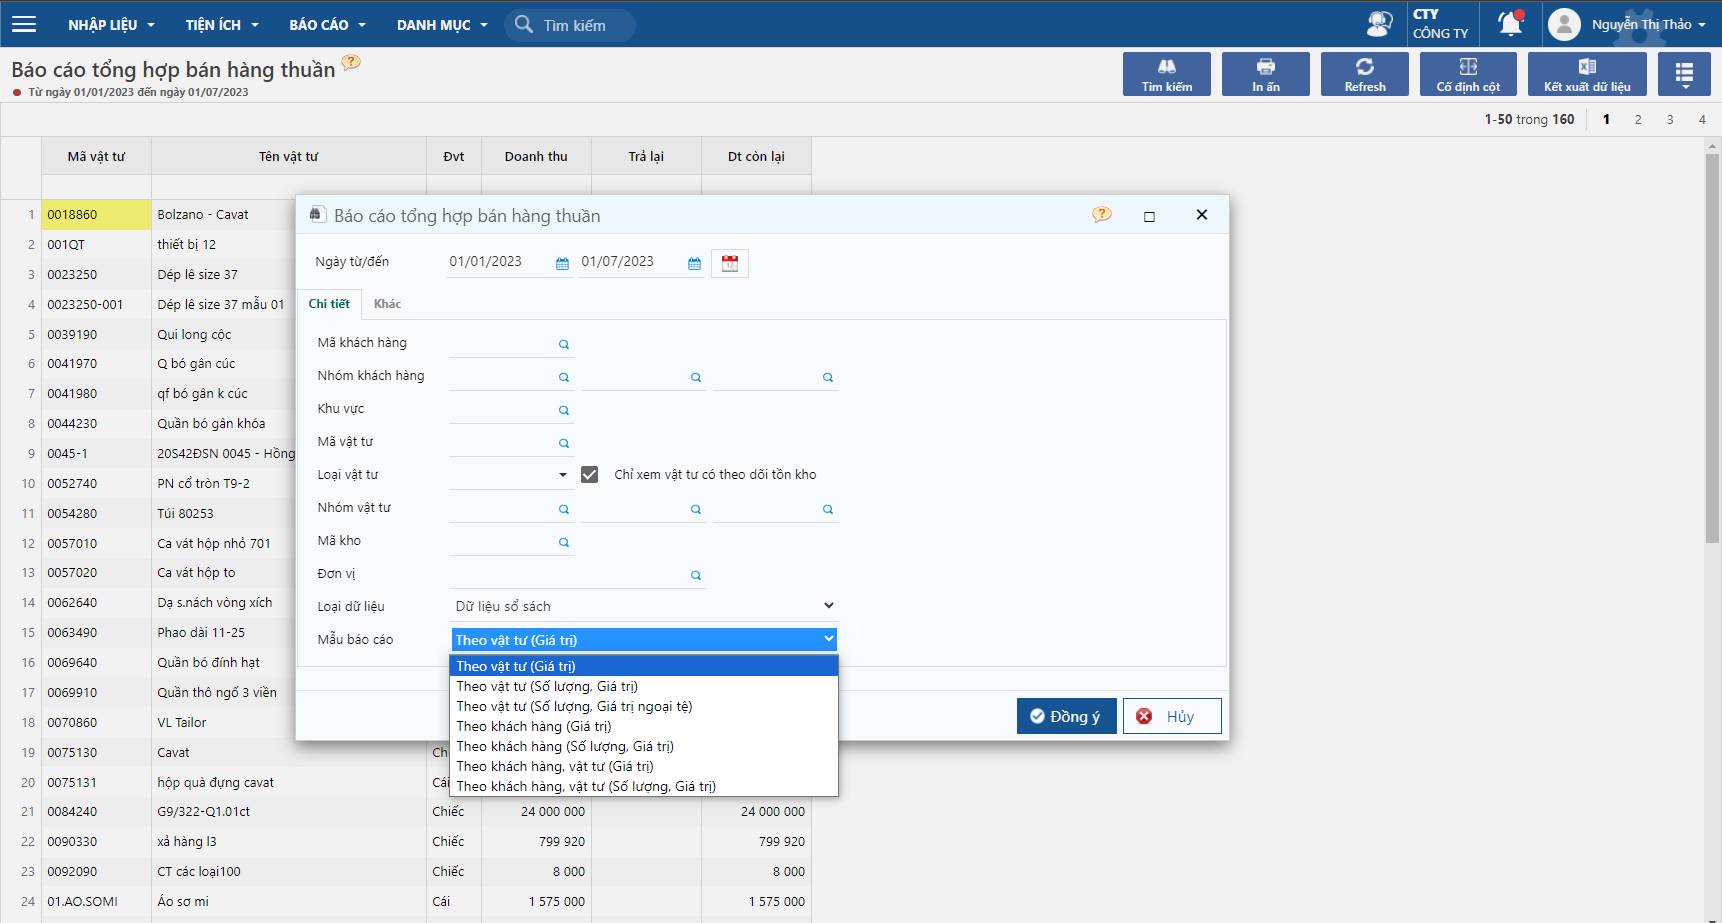 NHẬP LIỆU TIỆN ÍCH BÁO CÁO DANH MỤC Tìm kiếm CTY CÔNG TY Nguyễn Thị Thảo
Báo cáo tổng hợp bán hàng thuần
Từ ngày 01/01/2023 đến ngày 01/07/2023
Tìm kiếm In ấn Refresh Cố định cột Kết xuất dữ liệu
1-50 trong 160 1 2 3 4
Mã vật tư Tên vật tư Đvt Doanh thu Trả lại Dt còn lại
1 0018860 Bolzano - Cavat
2 001QT thiết bị 12
3 0023250 Dép lê size 37
4 0023250-001 Dép lê size 37 mẫu 01
5 0039190 Qui long cộc
6 0041970 Q bó gân cúc
7 0041980 qf bó gân k cúc
8 0044230 Quần bó gân khóa
9 0045-1 20S42ĐSN 0045 - Hồng
10 0052740 PN cổ tròn T9-2
11 0054280 Túi 80253
12 0057010 Ca vát hộp nhỏ 701
13 0057020 Ca vát hộp to
14 0062640 Dạ s.nách vòng xích
15 0063490 Phao dài 11-25
16 0069640 Quần bó đính hạt
17 0069910 Quần thô ngố 3 viền
18 0070860 VL Tailor
19 0075130 Cavat Ch
20 0075131 hộp quà đựng cavat Cái
21 0084240 G9/322-Q1.01ct Chiếc 24 000 000 24 000 000
22 0090330 xả hàng l3 Chiếc 799 920 799 920
23 0092090 CT các loại100 Chiếc 8 000 8 000
24 01.AO.SOMI Áo sơ mi Cái 1 575 000 1 575 000
Báo cáo tổng hợp bán hàng thuần
Ngày từ/đến 01/01/2023 01/07/2023
Chi tiết Khác
Mã khách hàng
Nhóm khách hàng
Khu vực
Mã vật tư
Loại vật tư Chỉ xem vật tư có theo dõi tồn kho
Nhóm vật tư
Mã kho
Đơn vị
Loại dữ liệu Dữ liệu sổ sách
Mẫu báo cáo Theo vật tư (Giá trị)
Theo vật tư (Giá trị)
Theo vật tư (Số lượng, Giá trị)
Theo vật tư (Số lượng, Giá trị ngoại tệ)
Theo khách hàng (Giá trị)
Theo khách hàng (Số lượng, Giá trị)
Theo khách hàng, vật tư (Giá trị)
Theo khách hàng, vật tư (Số lượng, Giá trị)
Đồng ý Hủy